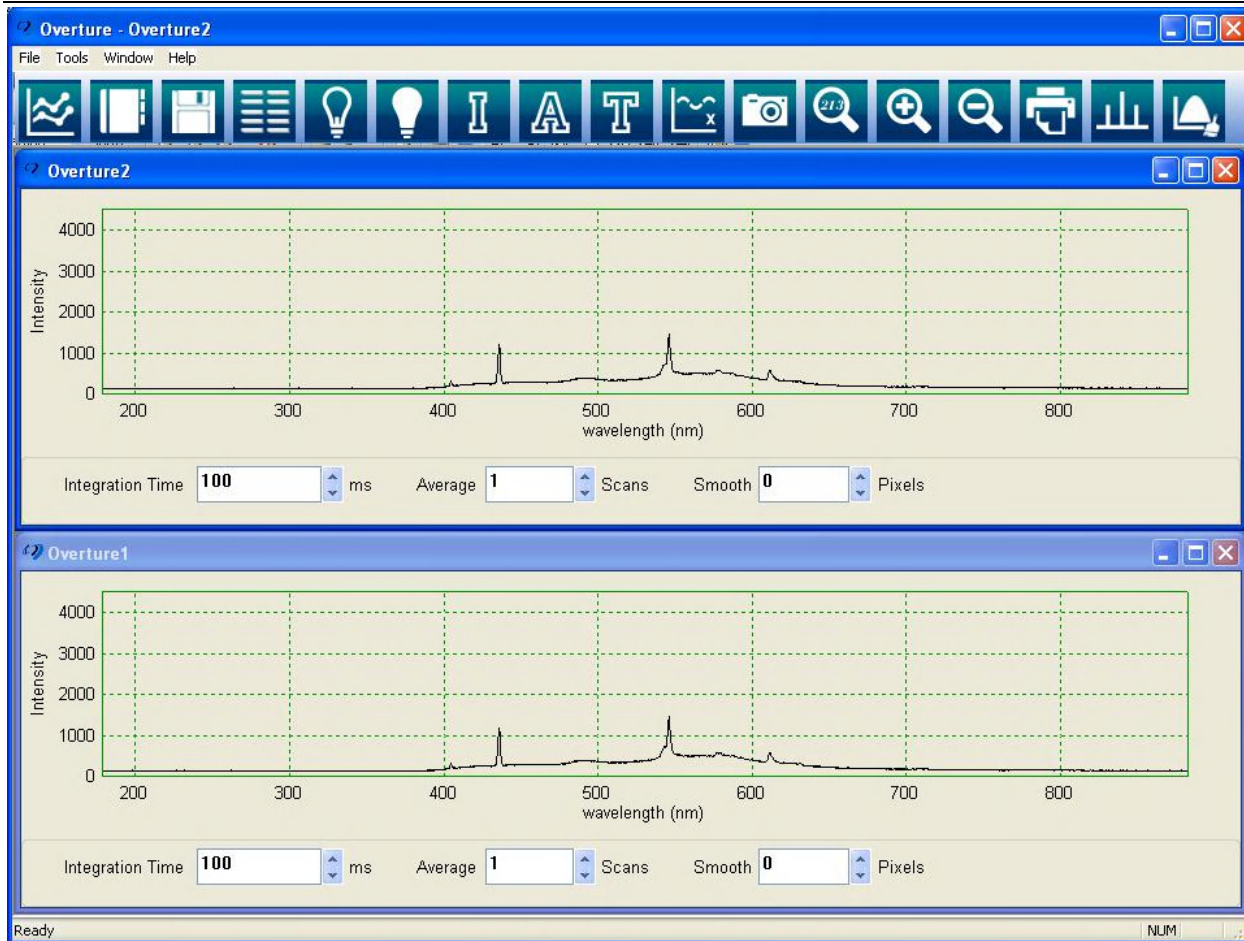 Overture - Overture2
File Tools Window Help
I A T x 213
Overture2
4000
3000
2000
1000
0
Intensity
200 300 400 500 600 700 800
wavelength (nm)
Integration Time 100 ms Average 1 Scans Smooth 0 Pixels
Overture1
4000
3000
2000
1000
0
Intensity
200 300 400 500 600 700 800
wavelength (nm)
Integration Time 100 ms Average 1 Scans Smooth 0 Pixels
Ready NUM